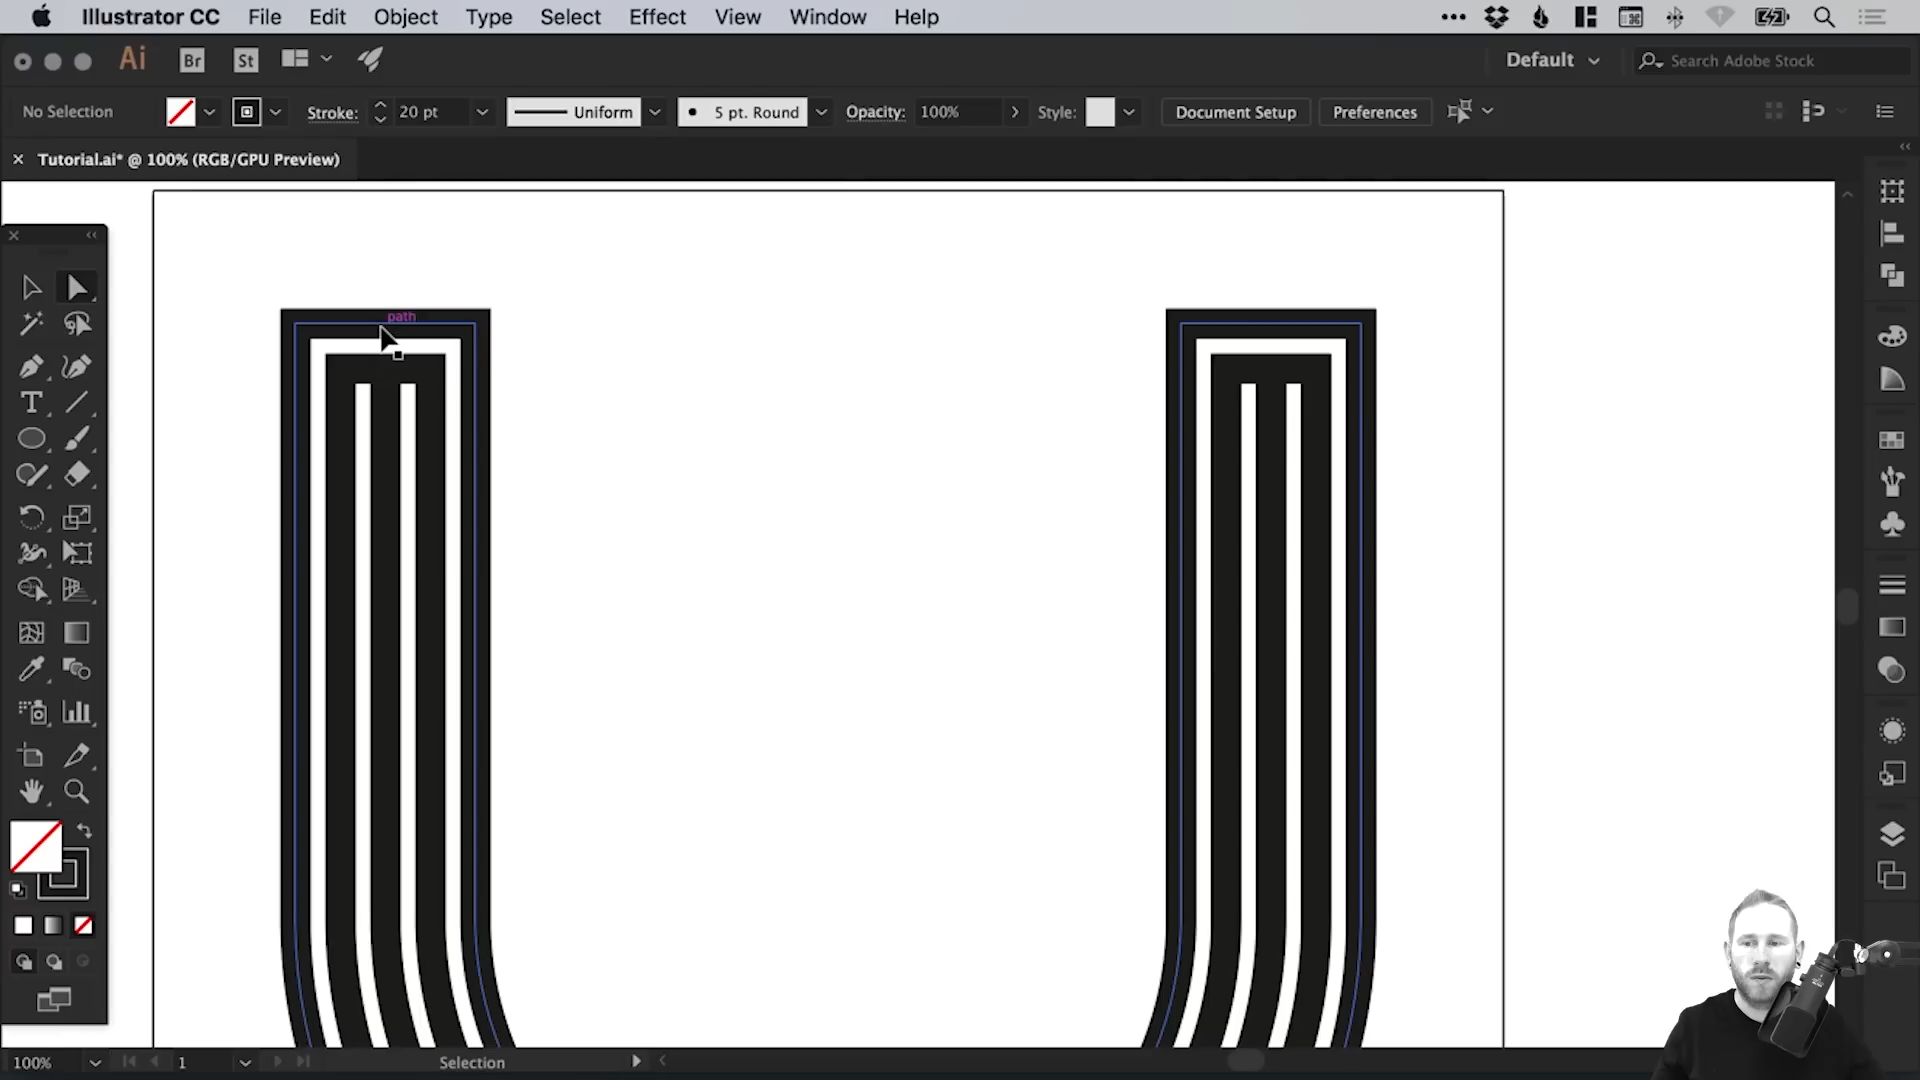 Illustrator CC File Edit Object Type Select Effect View Window Help
Ai Br St Default Search Adobe Stock
No Selection Stroke: 20 pt Uniform 5 pt. Round Opacity: 100% Style: Document Setup Preferences
Tutorial.ai* @ 100% (RGB/GPU Preview)
path
T
100% 1 Selection